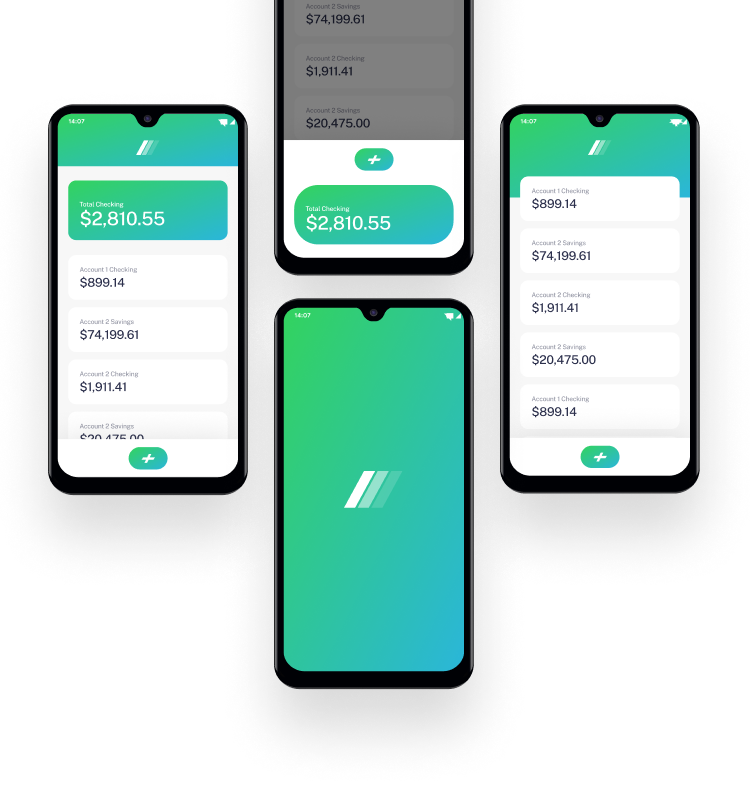 Account 2 Savings
$74,199.61
Account 2 Checking
$1,911.41
Account 2 Savings
$20,475.00
Total Checking
$2,810.55
14:07
Total Checking
$2,810.55
Account 1 Checking
$899.14
Account 2 Savings
$74,199.61
Account 2 Checking
$1,911.41
Account 2 Savings
$20,475.00
14:07
14:07
Account 1 Checking
$899.14
Account 2 Savings
$74,199.61
Account 2 Checking
$1,911.41
Account 2 Savings
$20,475.00
Account 1 Checking
$899.14